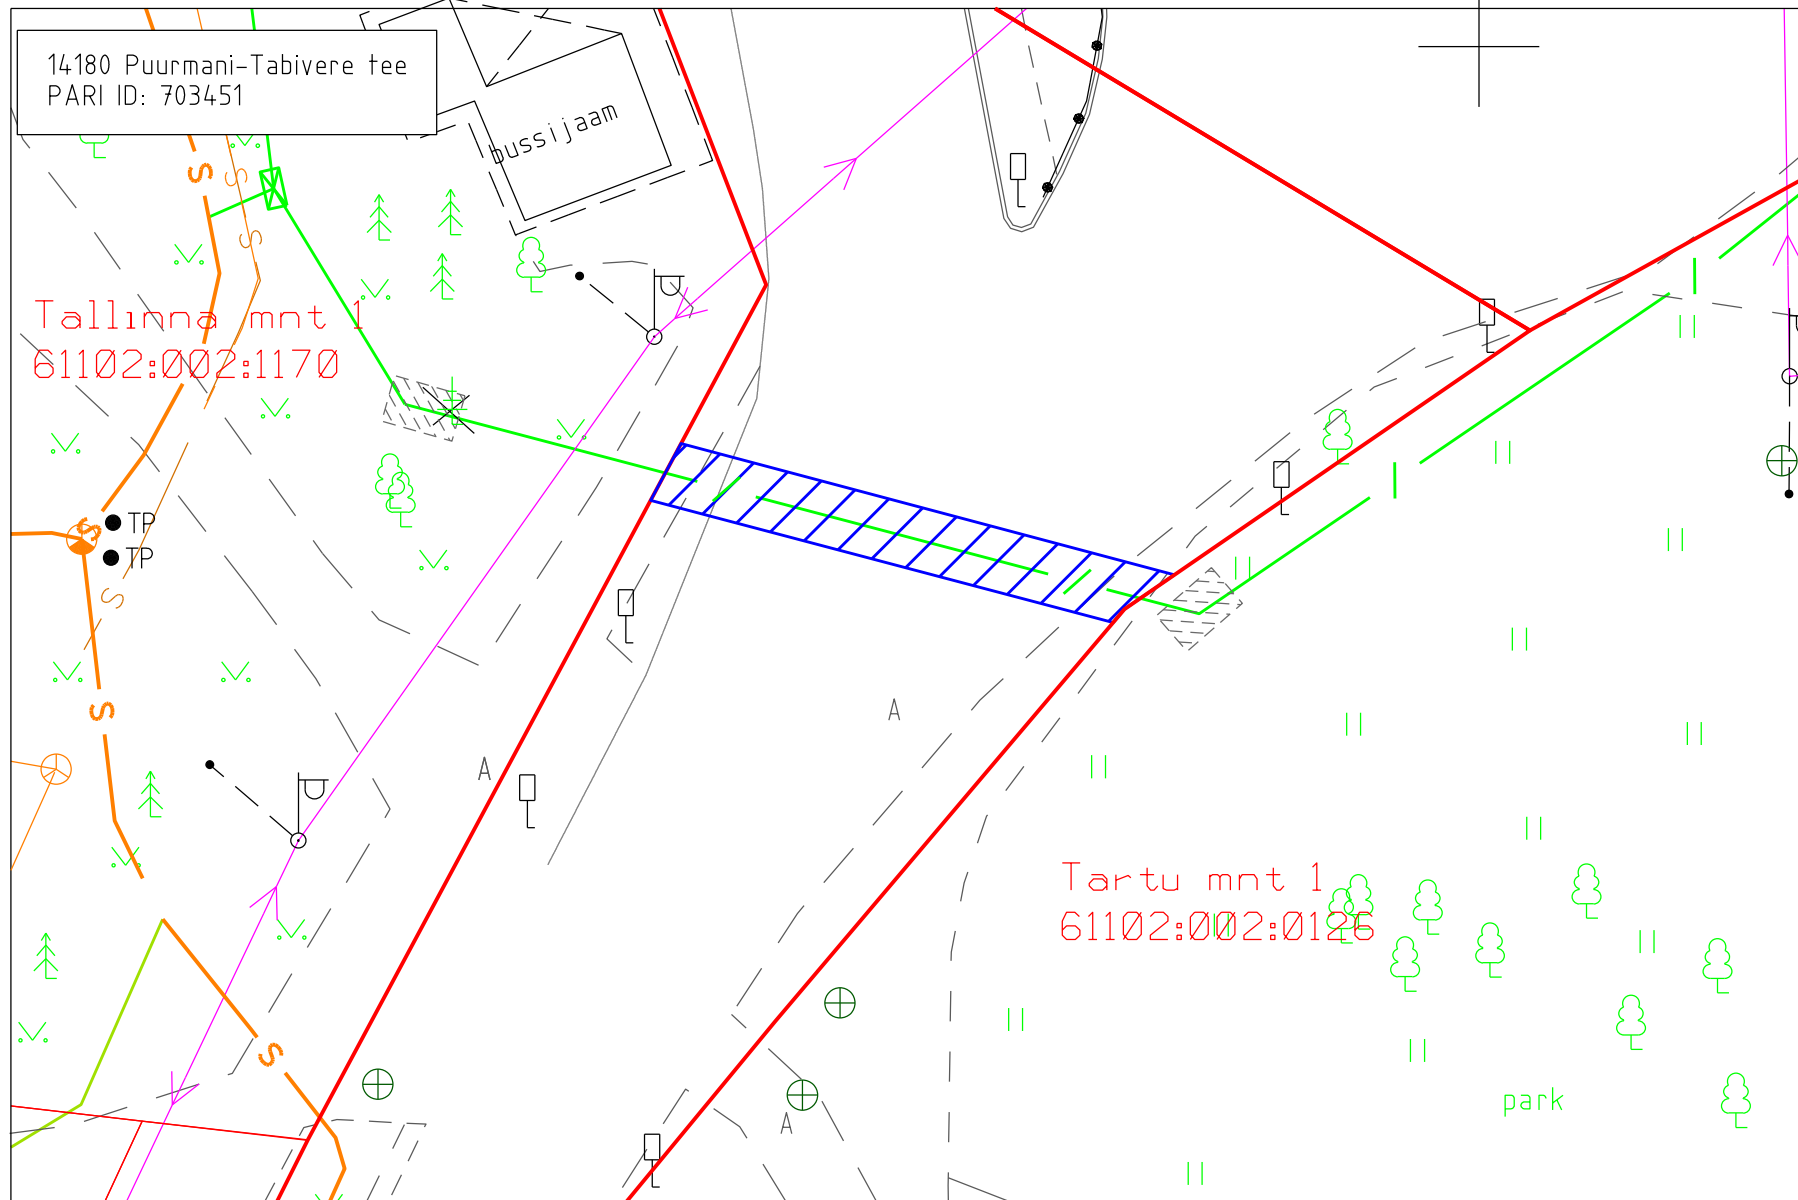 14180 Puurmani-Tabivere tee
PARI ID: 703451
bussijaam
S
S
S
Tallinna mnt 1
61102:002:1170
S
TP
TP
S
S
A
A
Tartu mnt 1
61102:002:0126
S
park
A